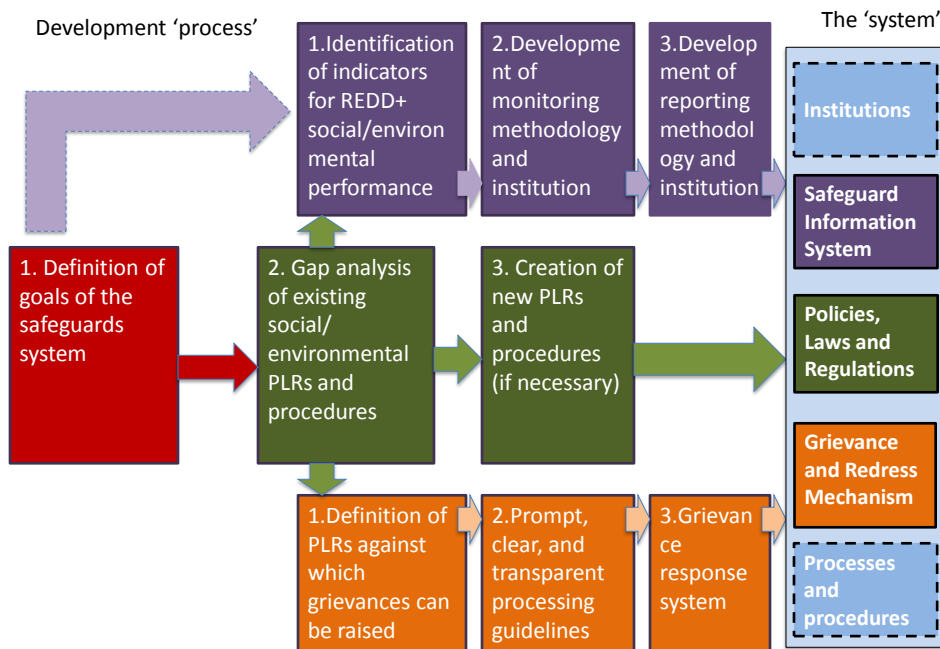 Development ‘process’
The ‘system’
1.Identification
of indicators
for REDD+
social/environ
mental
performance
2.Developme
nt of
monitoring
methodology
and
institution
3.Develop
ment of
reporting
methodol
ogy and
institution
Institutions
Safeguard
Information
System
1. Definition of
goals of the
safeguards
system
2. Gap analysis
of existing
social/
environmental
PLRs and
procedures
3. Creation of
new PLRs
and
procedures
(if necessary)
Policies,
Laws and
Regulations
Grievance
and Redress
Mechanism
1.Definition of
PLRs against
which
grievances can
be raised
2.Prompt,
clear, and
transparent
processing
guidelines
3.Grievan
ce
response
system
Processes
and
procedures